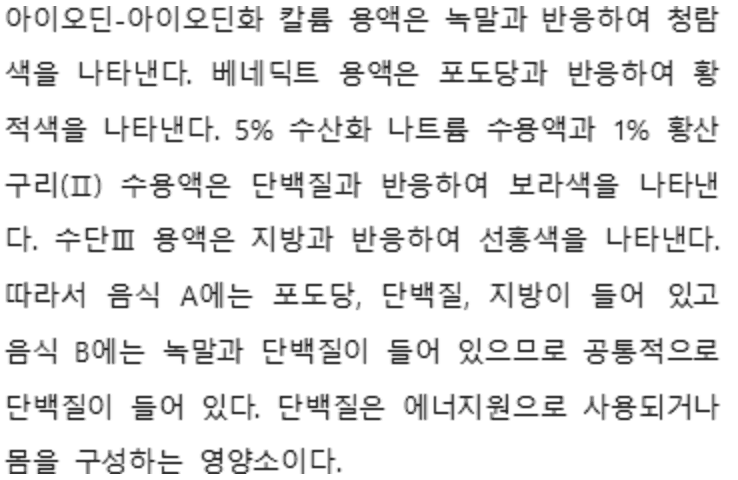 아이오딘-아이오딘화 칼륨 용액은 녹말과 반응하여 청람
색을 나타낸다. 베네딕트 용액은 포도당과 반응하여 황
적색을 나타낸다. 5% 수산화 나트륨 수용액과 1% 황산
구리(Ⅱ) 수용액은 단백질과 반응하여 보라색을 나타낸
다. 수단Ⅲ 용액은 지방과 반응하여 선홍색을 나타낸다.
따라서 음식 A에는 포도당, 단백질, 지방이 들어 있고
음식 B에는 녹말과 단백질이 들어 있으므로 공통적으로
단백질이 들어 있다. 단백질은 에너지원으로 사용되거나
몸을 구성하는 영양소이다.